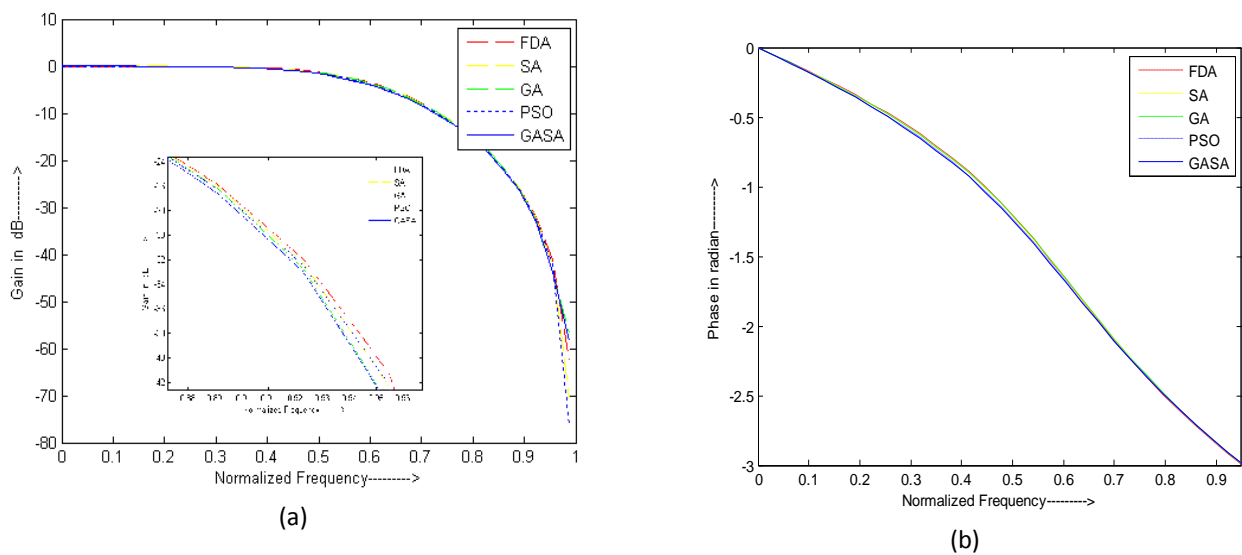 10
0
-10
-20
-30
-40
-50
-60
-70
-80
0 0.1 0.2 0.3 0.4 0.5 0.6 0.7 0.8 0.9 1
Gain in dB-------->
Normalized Frequency--------->
FDA
SA
GA
PSO
GASA
FDA
SA
GA
PSO
GASA
(a)
0
-0.5
-1
-1.5
-2
-2.5
-3
0 0.1 0.2 0.3 0.4 0.5 0.6 0.7 0.8 0.9
Phase in radian---------->
Normalized Frequency--------->
FDA
SA
GA
PSO
GASA
(b)